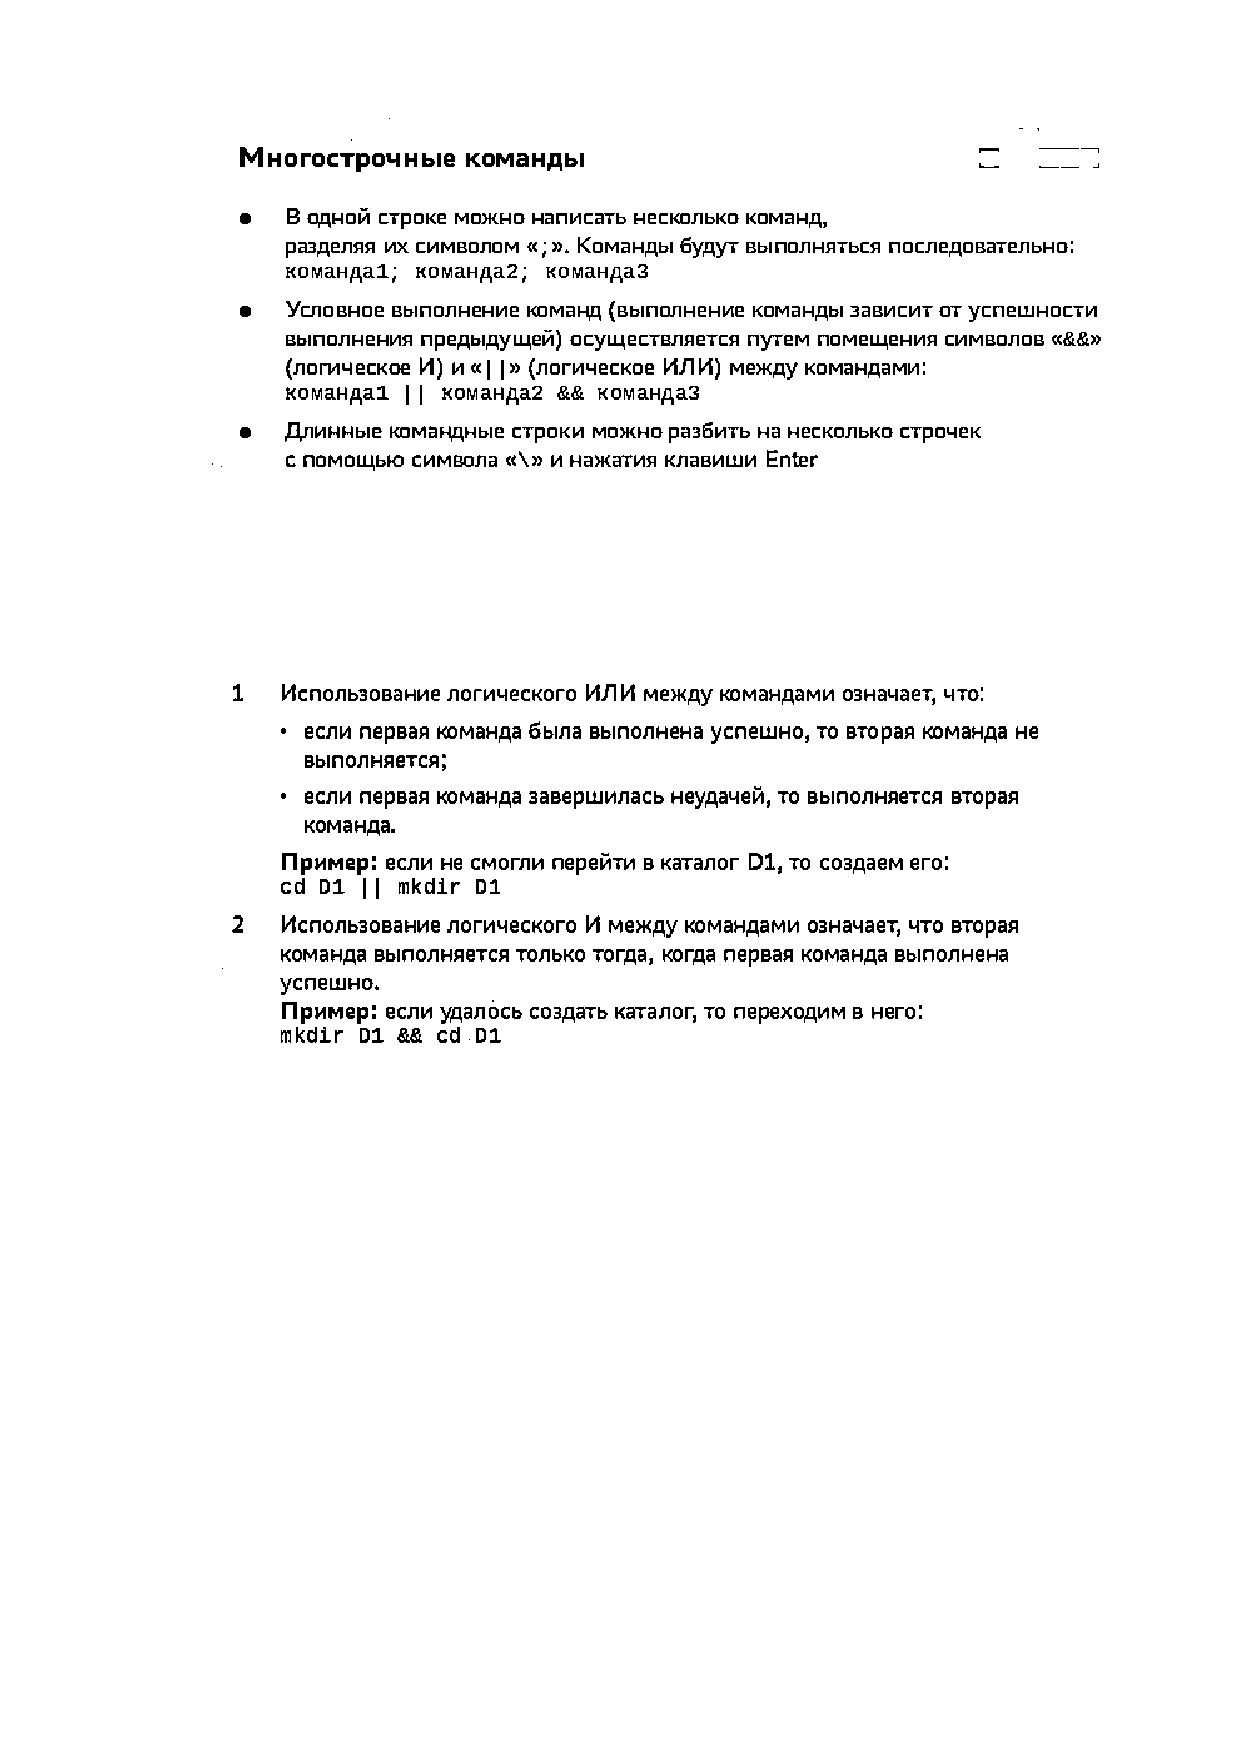 Многострочные команды
● В одной строке можно написать несколько команд,
разделяя их символом «;». Команды будут выполняться последовательно:
команда1; команда2; команда3
● Условное выполнение команд (выполнение команды зависит от успешности
выполнения предыдущей) осуществляется путем помещения символов «&&»
(логическое И) и «||» (логическое ИЛИ) между командами:
команда1 || команда2 && команда3
● Длинные командные строки можно разбить на несколько строчек
с помощью символа «\» и нажатия клавиши Enter
1 Использование логического ИЛИ между командами означает, что:
• если первая команда была выполнена успешно, то вторая команда не
выполняется;
• если первая команда завершилась неудачей, то выполняется вторая
команда.
Пример: если не смогли перейти в каталог D1, то создаем его:
cd D1 || mkdir D1
2 Использование логического И между командами означает, что вторая
команда выполняется только тогда, когда первая команда выполнена
успешно.
Пример: если удалось создать каталог, то переходим в него:
mkdir D1 && cd D1